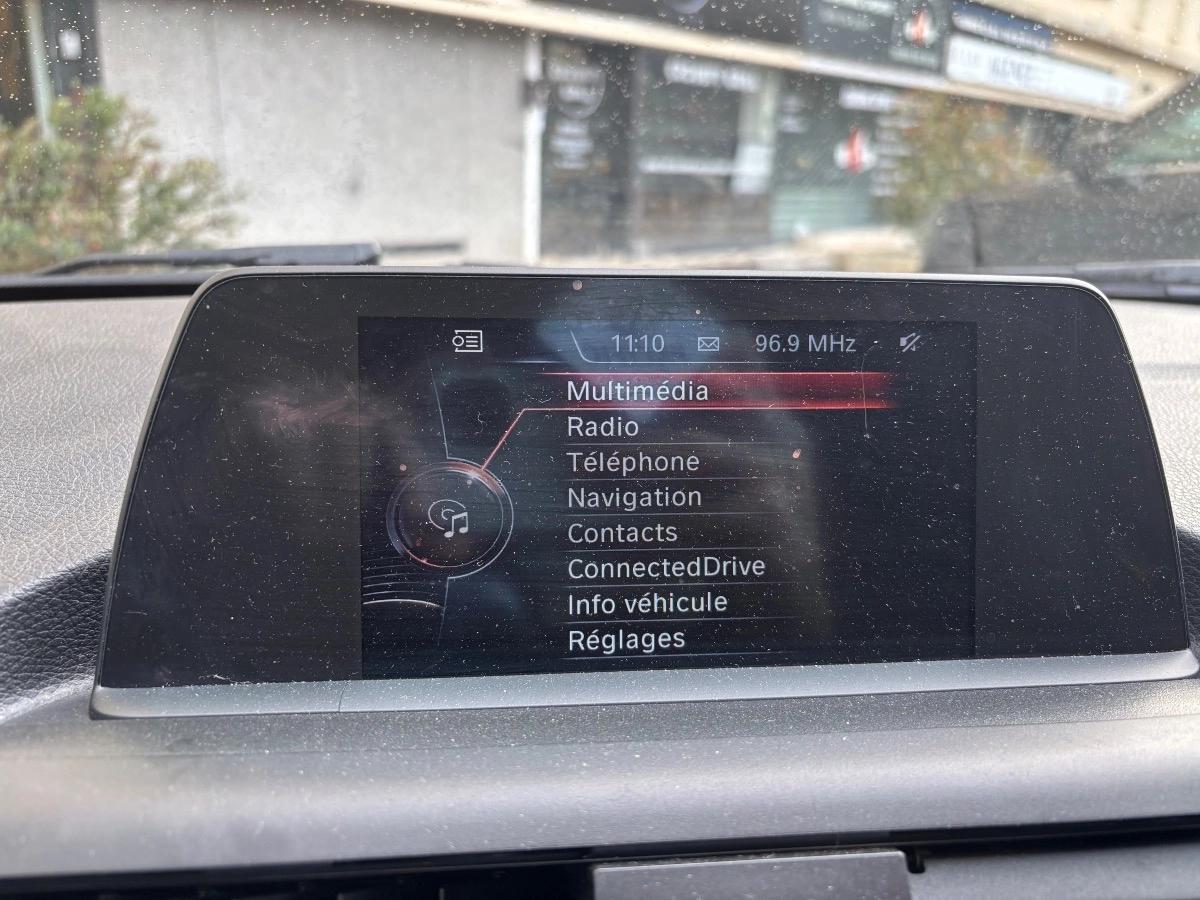 11:10 96.9 MHz
Multimédia
Radio
Téléphone
Navigation
Contacts
ConnectedDrive
Info véhicule
Réglages